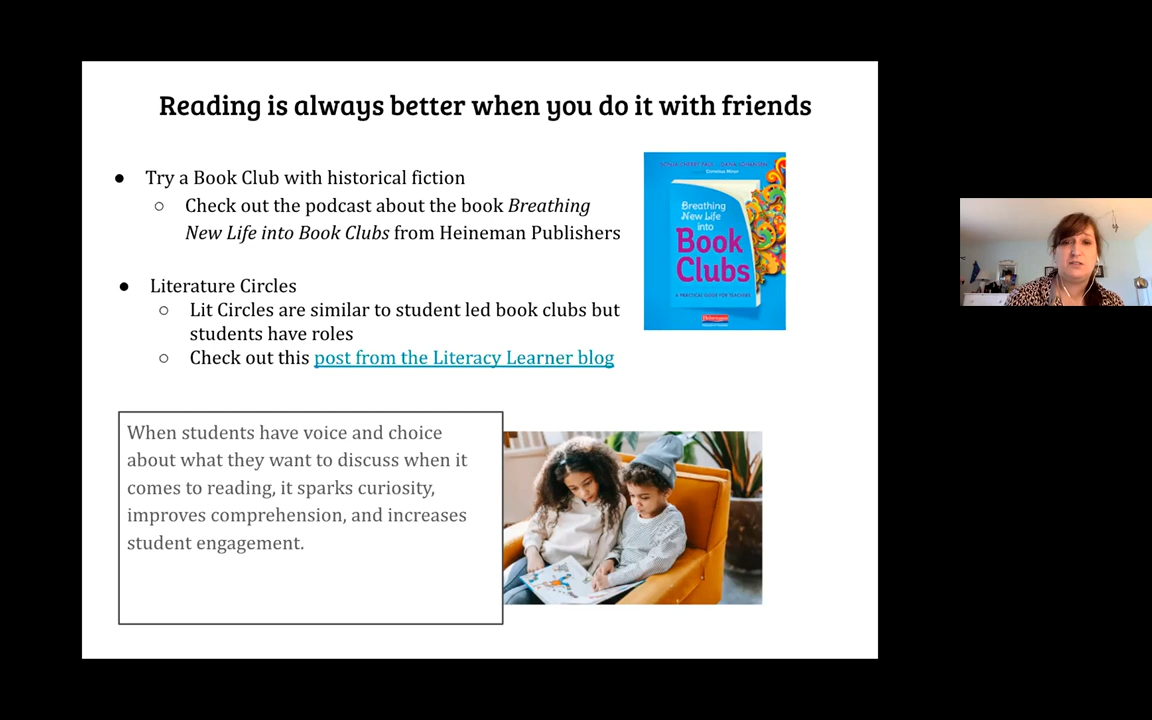 Reading is always better when you do it with friends
● Try a Book Club with historical fiction
○ Check out the podcast about the book Breathing
New Life into Book Clubs from Heineman Publishers
● Literature Circles
○ Lit Circles are similar to student led book clubs but
students have roles
○ Check out this post from the Literacy Learner blog
Cornelius Minor
Breathing
New Life
into
Book
Clubs
A PRACTICAL GUIDE FOR TEACHERS
Heinemann
When students have voice and choice
about what they want to discuss when it
comes to reading, it sparks curiosity,
improves comprehension, and increases
student engagement.